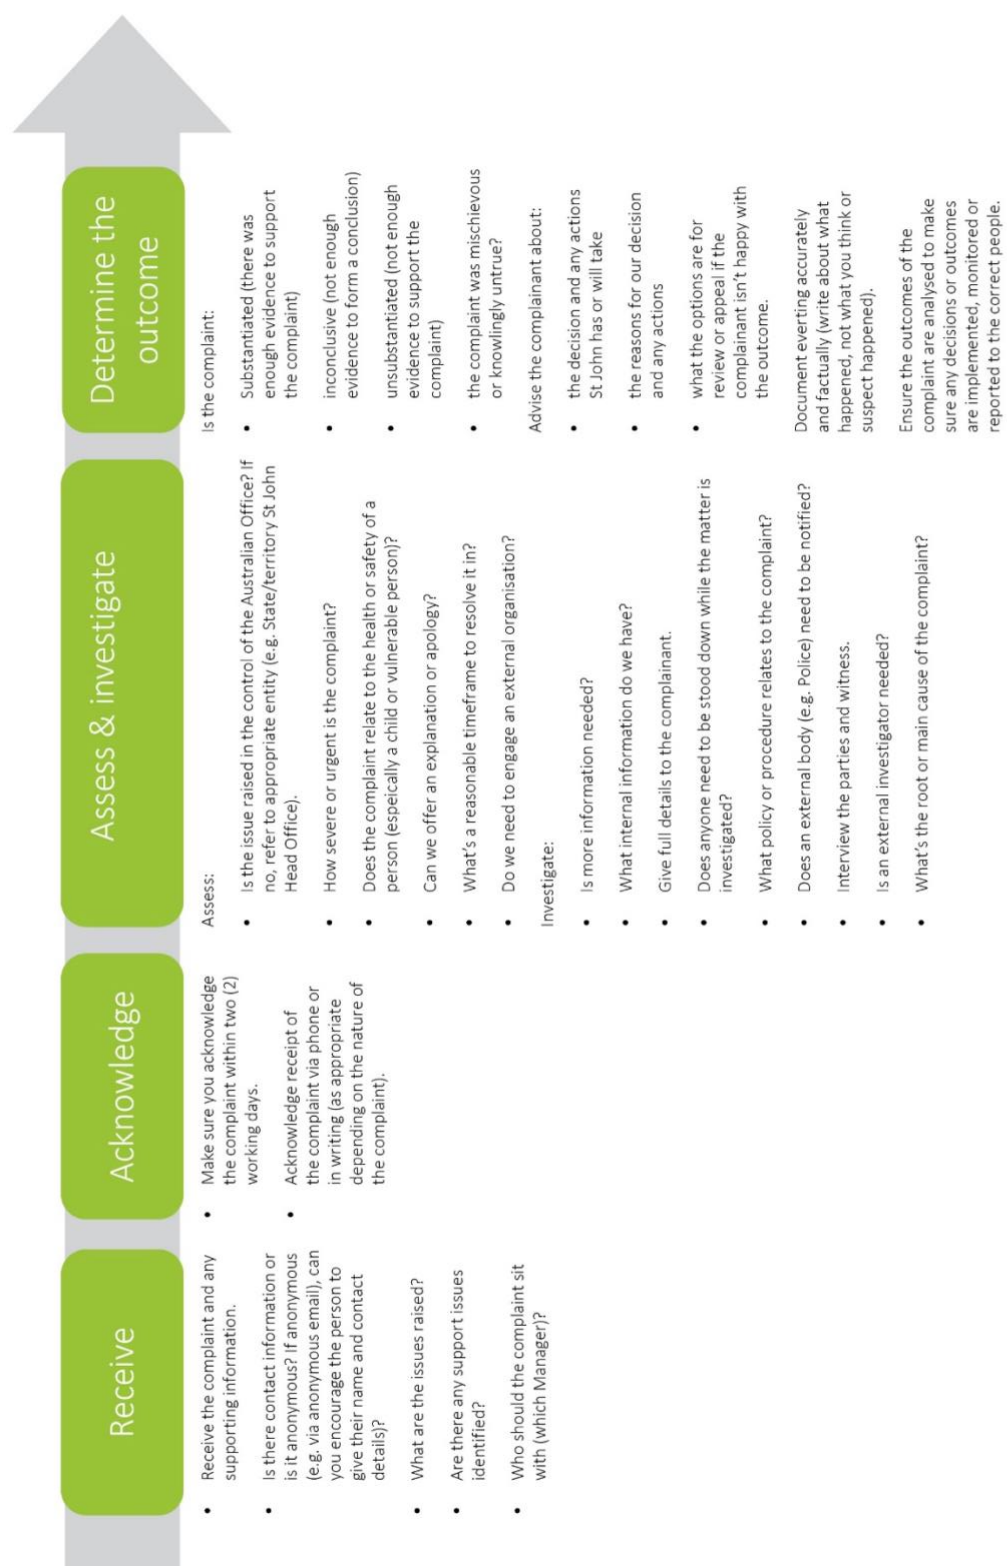 Receive
Receive the complaint and any
supporting information.
Is there contact information or
is it anonymous? If anonymous
(e.g. via anonymous email), can
you encourage the person to
give their name and contact
details)?
What are the issues raised?
Are there any support issues
identified?
Who should the complaint sit
with (which Manager)?
Acknowledge
Make sure you acknowledge
the complaint within two (2)
working days.
Acknowledge receipt of
the complaint via phone or
in writing (as appropriate
depending on the nature of
the complaint).
Assess & investigate
Assess:
Is the issue raised in the control of the Australian Office? If
no, refer to appropriate entity (e.g. State/territory St John
Head Office).
How severe or urgent is the complaint?
Does the complaint relate to the health or safety of a
person (espeically a child or vulnerable person)?
Can we offer an explanation or apology?
What's a reasonable timeframe to resolve it in?
Do we need to engage an external organisation?
Investigate:
Is more information needed?
What internal information do we have?
Give full details to the complainant.
Does anyone need to be stood down while the matter is
investigated?
What policy or procedure relates to the complaint?
Does an external body (e.g. Police) need to be notified?
Interview the parties and witness.
Is an external investigator needed?
What's the root or main cause of the complaint?
Determine the
outcome
Is the complaint:
Substantiated (there was
enough evidence to support
the complaint)
inconclusive (not enough
evidence to form a conclusion)
unsubstantiated (not enough
evidence to support the
complaint)
the complaint was mischievous
or knowlingly untrue?
Advise the complainant about:
the decision and any actions
St John has or will take
the reasons for our decision
and any actions
what the options are for
review or appeal if the
complainant isn't happy with
the outcome.
Document everting accurately
and factually (write about what
happened, not what you think or
suspect happened).
Ensure the outcomes of the
complaint are analysed to make
sure any decisions or outcomes
are implemented, monitored or
reported to the correct people.